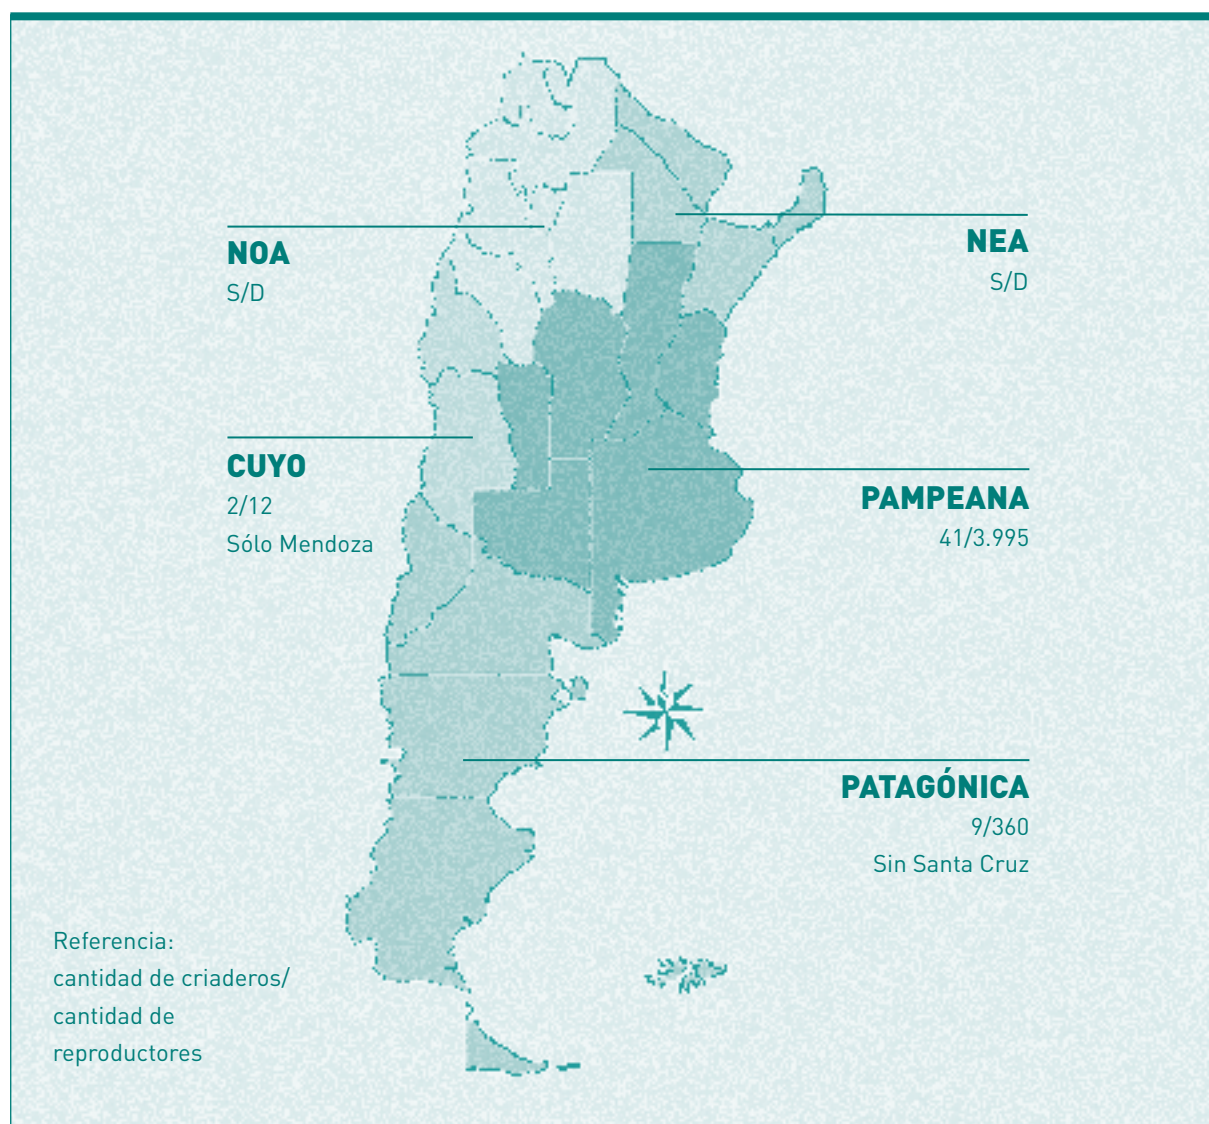 NOA
S/D
NEA
S/D
CUYO
2/12
Sólo Mendoza
PAMPEANA
41/3.995
PATAGÓNICA
9/360
Sin Santa Cruz
Referencia:
cantidad de criaderos/
cantidad de
reproductores